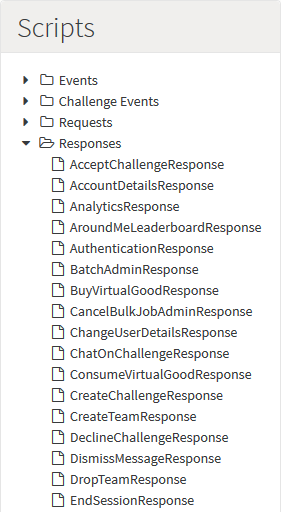 Scripts
Events
Challenge Events
Requests
Responses
AcceptChallengeResponse
AccountDetailsResponse
AnalyticsResponse
AroundMeLeaderboardResponse
AuthenticationResponse
BatchAdminResponse
BuyVirtualGoodResponse
CancelBulkJobAdminResponse
ChangeUserDetailsResponse
ChatOnChallengeResponse
ConsumeVirtualGoodResponse
CreateChallengeResponse
CreateTeamResponse
DeclineChallengeResponse
DismissMessageResponse
DropTeamResponse
EndSessionResponse